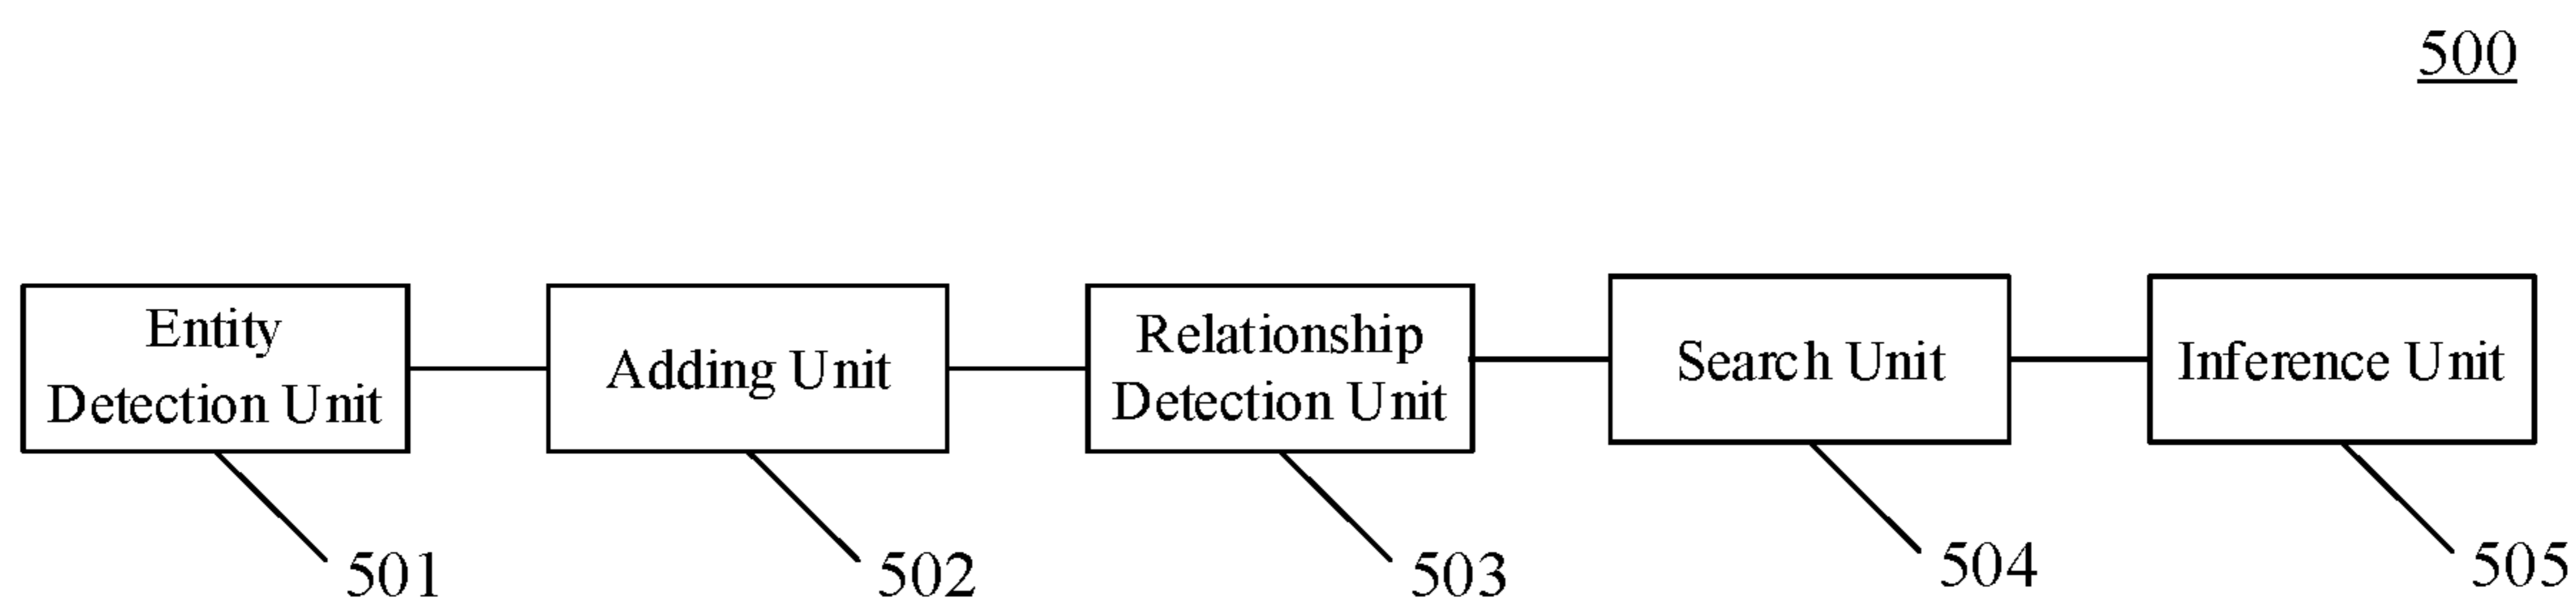 500
Entity
Detection Unit
Adding Unit
Relationship
Detection Unit
Search Unit
Inference Unit
501
502
503
504
505